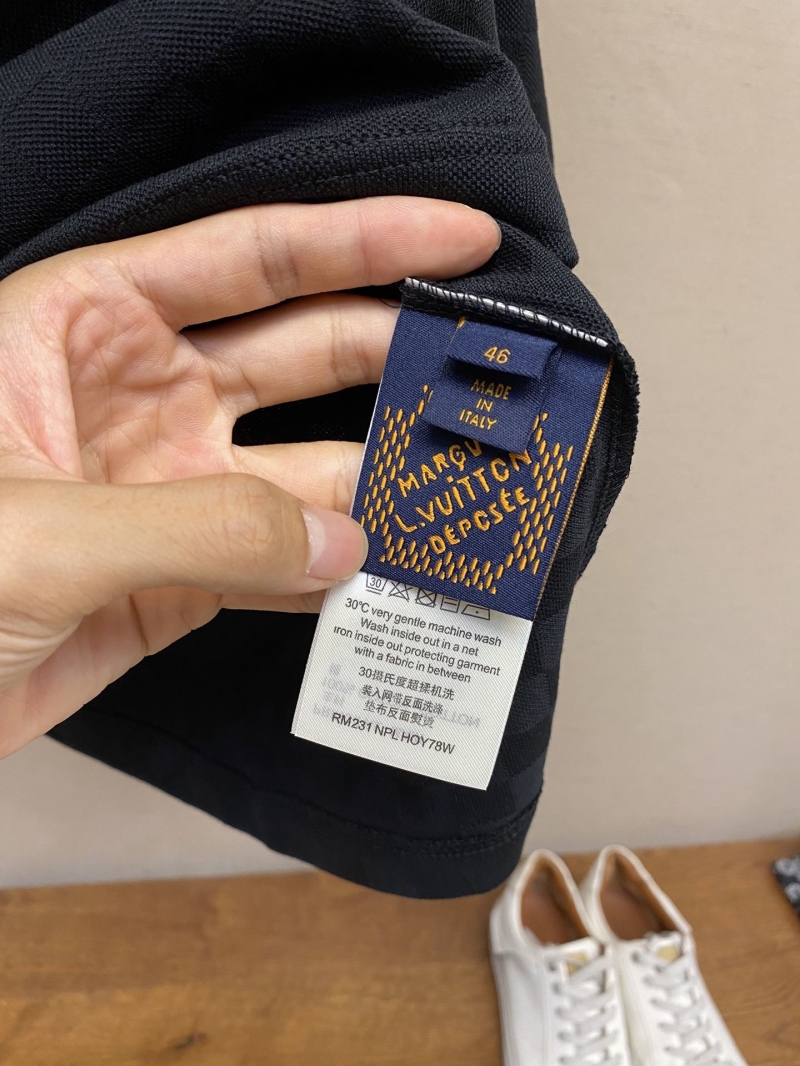 46
MADE
IN
ITALY
MARQU
L.VUITTON
DÉPOSÉE
30
30°C very gentle machine wash
Wash inside out in a net
iron inside out protecting garment
with a fabric in between
30摄氏度超揉机洗
装入网带反面洗涤
垫布反面熨烫
RM231 NPL HOY78W